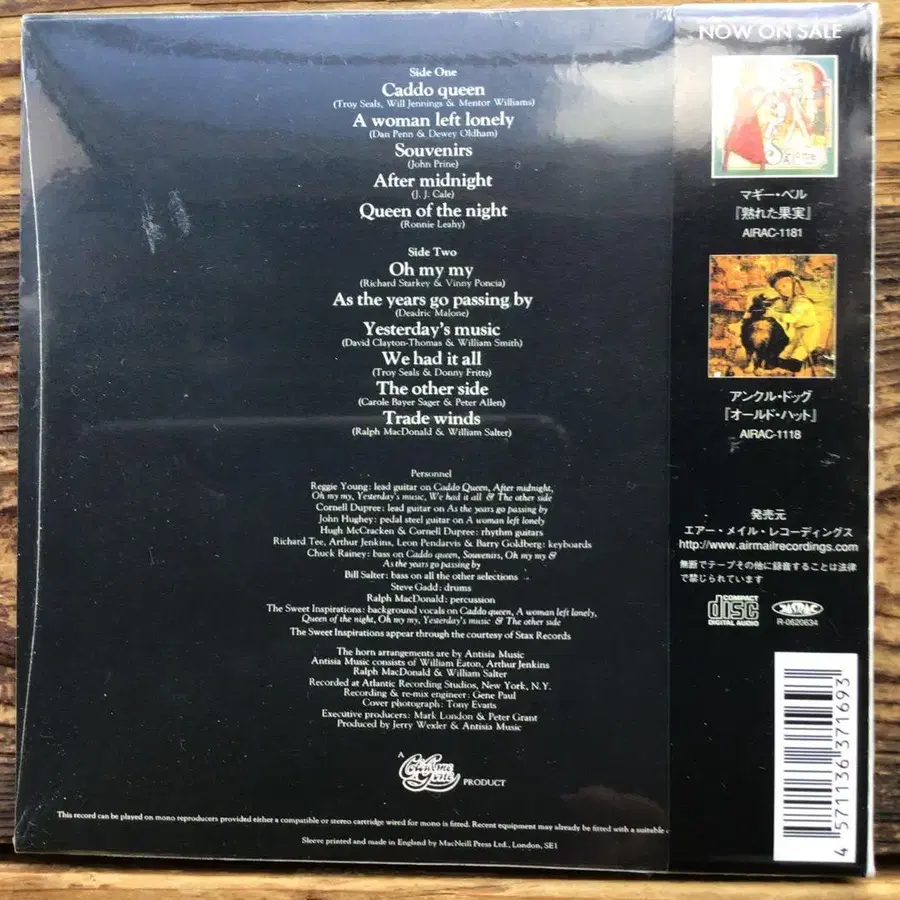 Side One
Caddo queen
(Troy Seals, Will Jennings & Mentor Williams)
A woman left lonely
(Dan Penn & Dewey Oldham)
Souvenirs
(John Prine)
After midnight
(J. J. Cale)
Queen of the night
(Ronnie Leahy)
Side Two
Oh my my
(Richard Starkey & Vinny Poncia)
As the years go passing by
(Deadric Malone)
Yesterday's music
(David Clayton-Thomas & William Smith)
We had it all
(Troy Seals & Donny Fritts)
The other side
(Carole Bayer Sager & Peter Allen)
Trade winds
(Ralph MacDonald & William Salter)
Personnel
Reggie Young: lead guitar on Caddo Queen, After midnight,
Oh my my, Yesterday's music, We had it all & The other side
Cornell Dupree: lead guitar on As the years go passing by
John Hughey: pedal steel guitar on A woman left lonely
Hugh McCracken & Cornell Dupree: rhythm guitars
Richard Tee, Arthur Jenkins, Leon Pendarvis & Barry Goldberg: keyboards
Chuck Rainey: bass on Caddo queen, Souvenirs, Oh my my &
As the years go passing by
Bill Salter: bass on all the other selections
Steve Gadd: drums
Ralph MacDonald: percussion
The Sweet Inspirations: background vocals on Caddo queen, A woman left lonely,
Queen of the night, Oh my my, Yesterday's music & The other side
The Sweet Inspirations appear through the courtesy of Stax Records
The horn arrangements are by Antisia Music
Antisia Music consists of William Eaton, Arthur Jenkins
Ralph MacDonald & William Salter
Recorded at Atlantic Recording Studios, New York, N.Y.
Recording & re-mix engineer: Gene Paul
Cover photograph: Tony Evans
Executive producers: Mark London & Peter Grant
Produced by Jerry Wexler & Antisia Music
A
PRODUCT
This record can be played on mono reproducers provided either a compatible or stereo cartridge wired for mono is fitted. Recent equipment may already be fitted with a suitable
Sleeve printed and made in England by MacNeill Press Ltd., London, SE1
NOW ON SALE
マギー・ベル
『熟れた果実』
AIRAC-1181
アンクル・ドッグ
『オールド・ハット』
AIRAC-1118
発売元
エアー・メイル・レコーディングス
http://www.airmailrecordings.com
無断でテープその他に録音することは法律
で禁じられています
COMPACT
disc
DIGITAL AUDIO
R-0620634
4 571136 371693